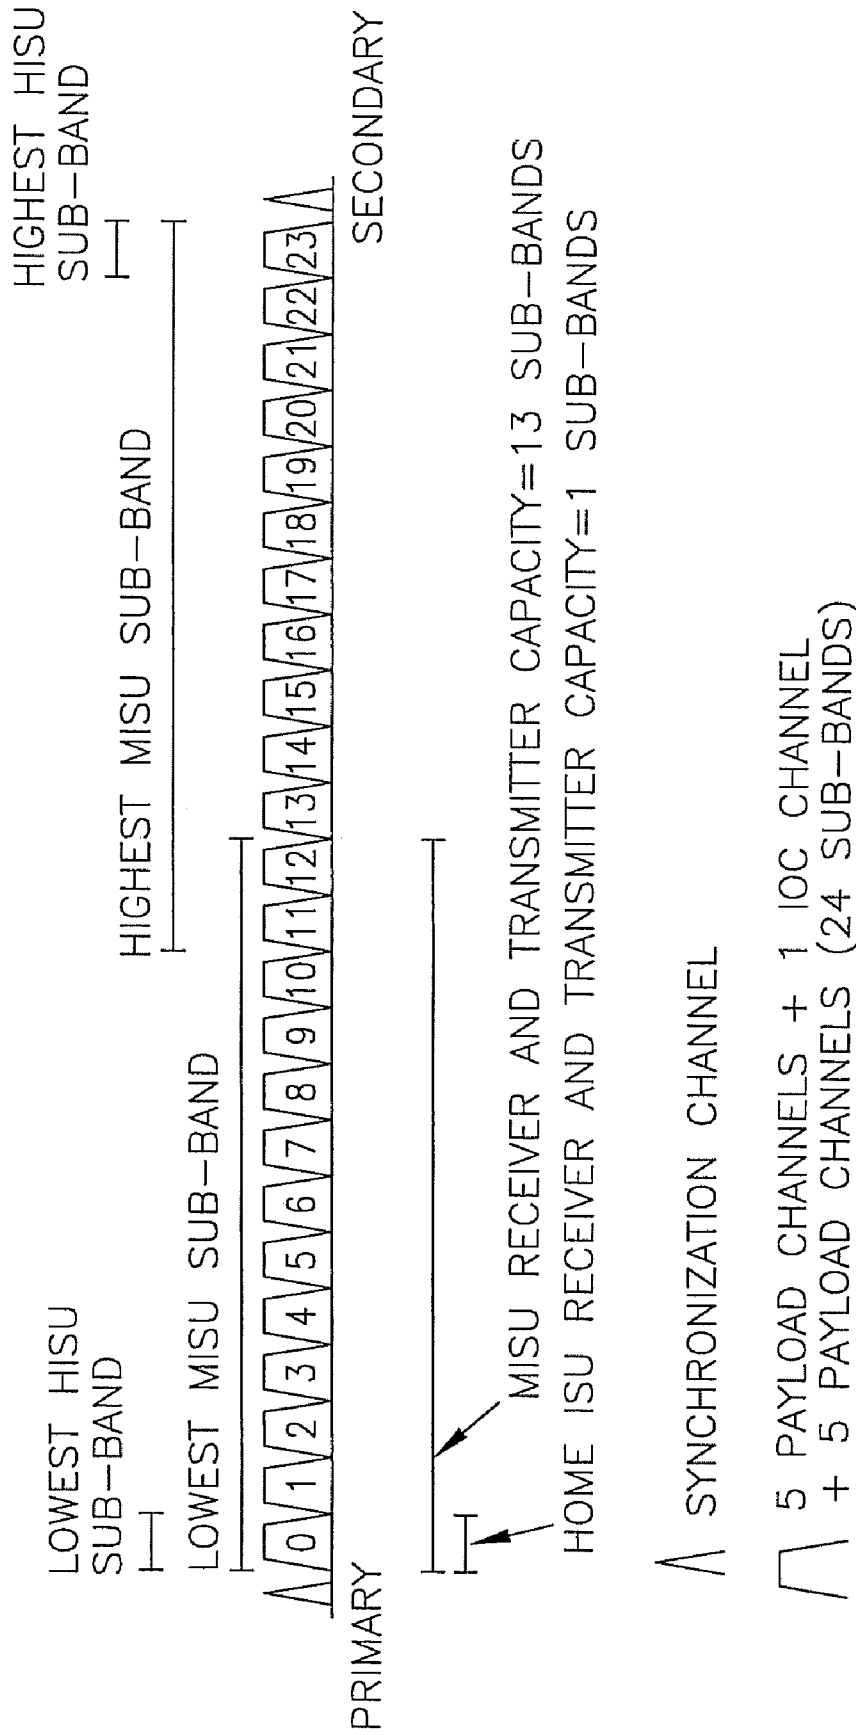 HIGHEST HISU
SUB-BAND
HIGHEST MISU SUB-BAND
LOWEST HISU
SUB-BAND
LOWEST MISU SUB-BAND
0 1 2 3 4 5 6 7 8 9 10 11 12 13 14 15 16 17 18 19 20 21 22 23
PRIMARY
SECONDARY
MISU RECEIVER AND TRANSMITTER CAPACITY=13 SUB-BANDS
HOME ISU RECEIVER AND TRANSMITTER CAPACITY=1 SUB-BANDS
SYNCHRONIZATION CHANNEL
5 PAYLOAD CHANNELS + 1 IOC CHANNEL
+ 5 PAYLOAD CHANNELS (24 SUB-BANDS)